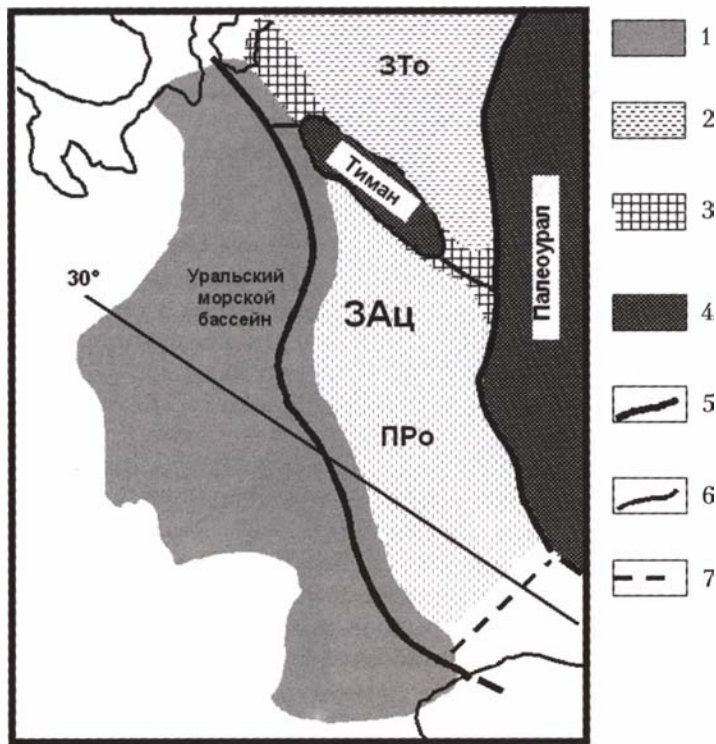 ЗТо
Тиман
Палеоурал
Уральский
морской
бассейн
30°
ЗАц
ПРо
1
2
3
4
5
6
7